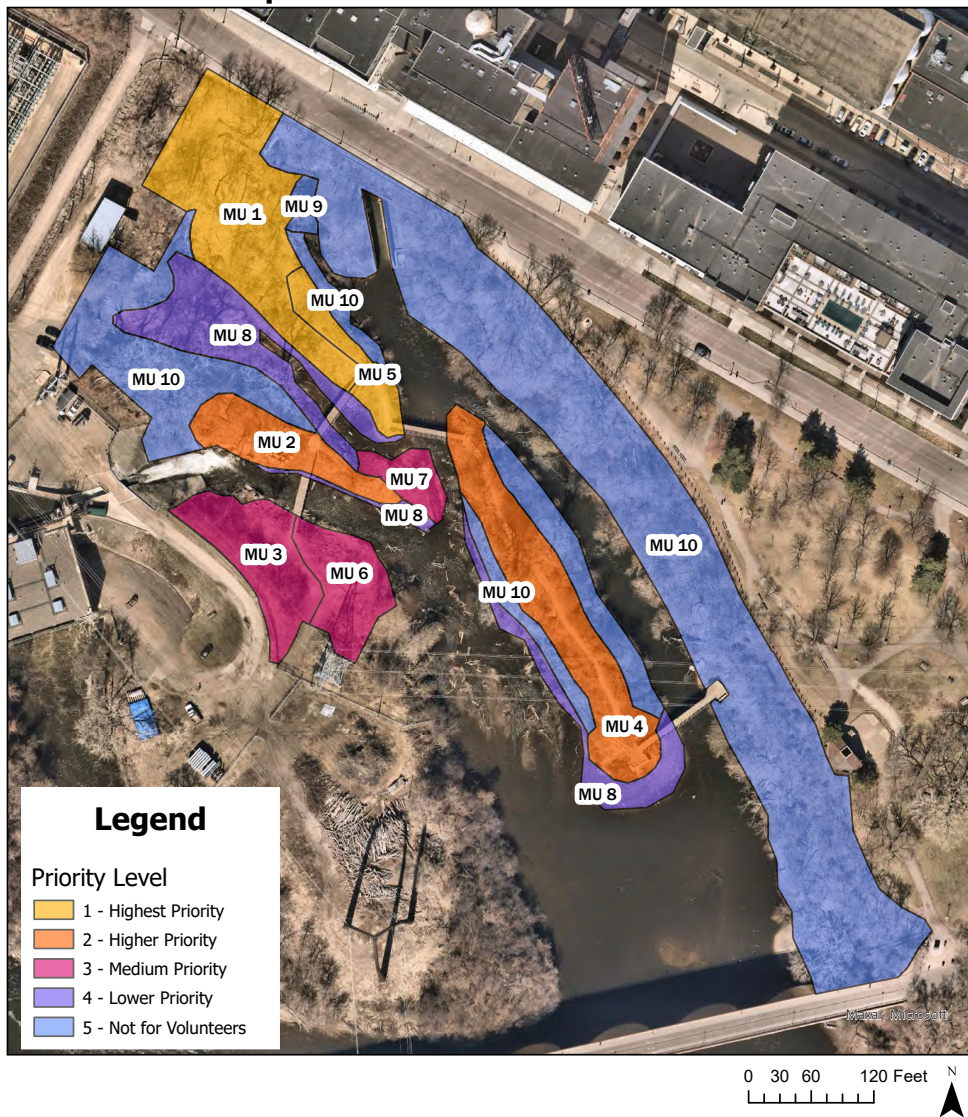 MU 1
MU 9
MU 10
MU 8
MU 5
MU 10
MU 2
MU 7
MU 8
MU 3
MU 6
MU 10
MU 10
MU 4
MU 8
Legend
Priority Level
1 - Highest Priority
2 - Higher Priority
3 - Medium Priority
4 - Lower Priority
5 - Not for Volunteers
Maxar, Microsoft
0 30 60 120 Feet
N